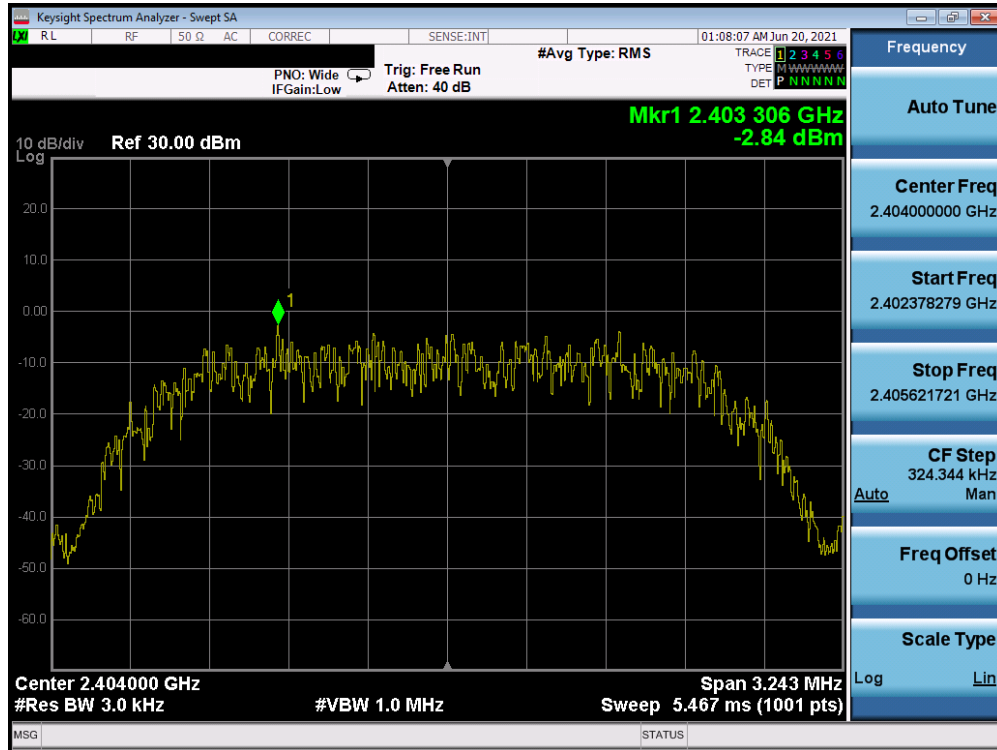 Keysight Spectrum Analyzer - Swept SA
LXI RL RF 50 Ω AC CORREC SENSE:INT 01:08:07 AM Jun 20, 2021
Frequency
PNO: Wide
IFGain:Low
Trig: Free Run
Atten: 40 dB
#Avg Type: RMS
TRACE 1 2 3 4 5 6
TYPE M W W W W W
DET P N N N N N
Auto Tune
Mkr1 2.403 306 GHz
-2.84 dBm
10 dB/div Ref 30.00 dBm
Log
20.0
10.0
0.00
-10.0
-20.0
-30.0
-40.0
-50.0
-60.0
1
Center Freq
2.404000000 GHz
Start Freq
2.402378279 GHz
Stop Freq
2.405621721 GHz
CF Step
324.344 kHz
Auto Man
Freq Offset
0 Hz
Scale Type
Log Lin
Center 2.404000 GHz Span 3.243 MHz
#Res BW 3.0 kHz #VBW 1.0 MHz Sweep 5.467 ms (1001 pts)
MSG STATUS